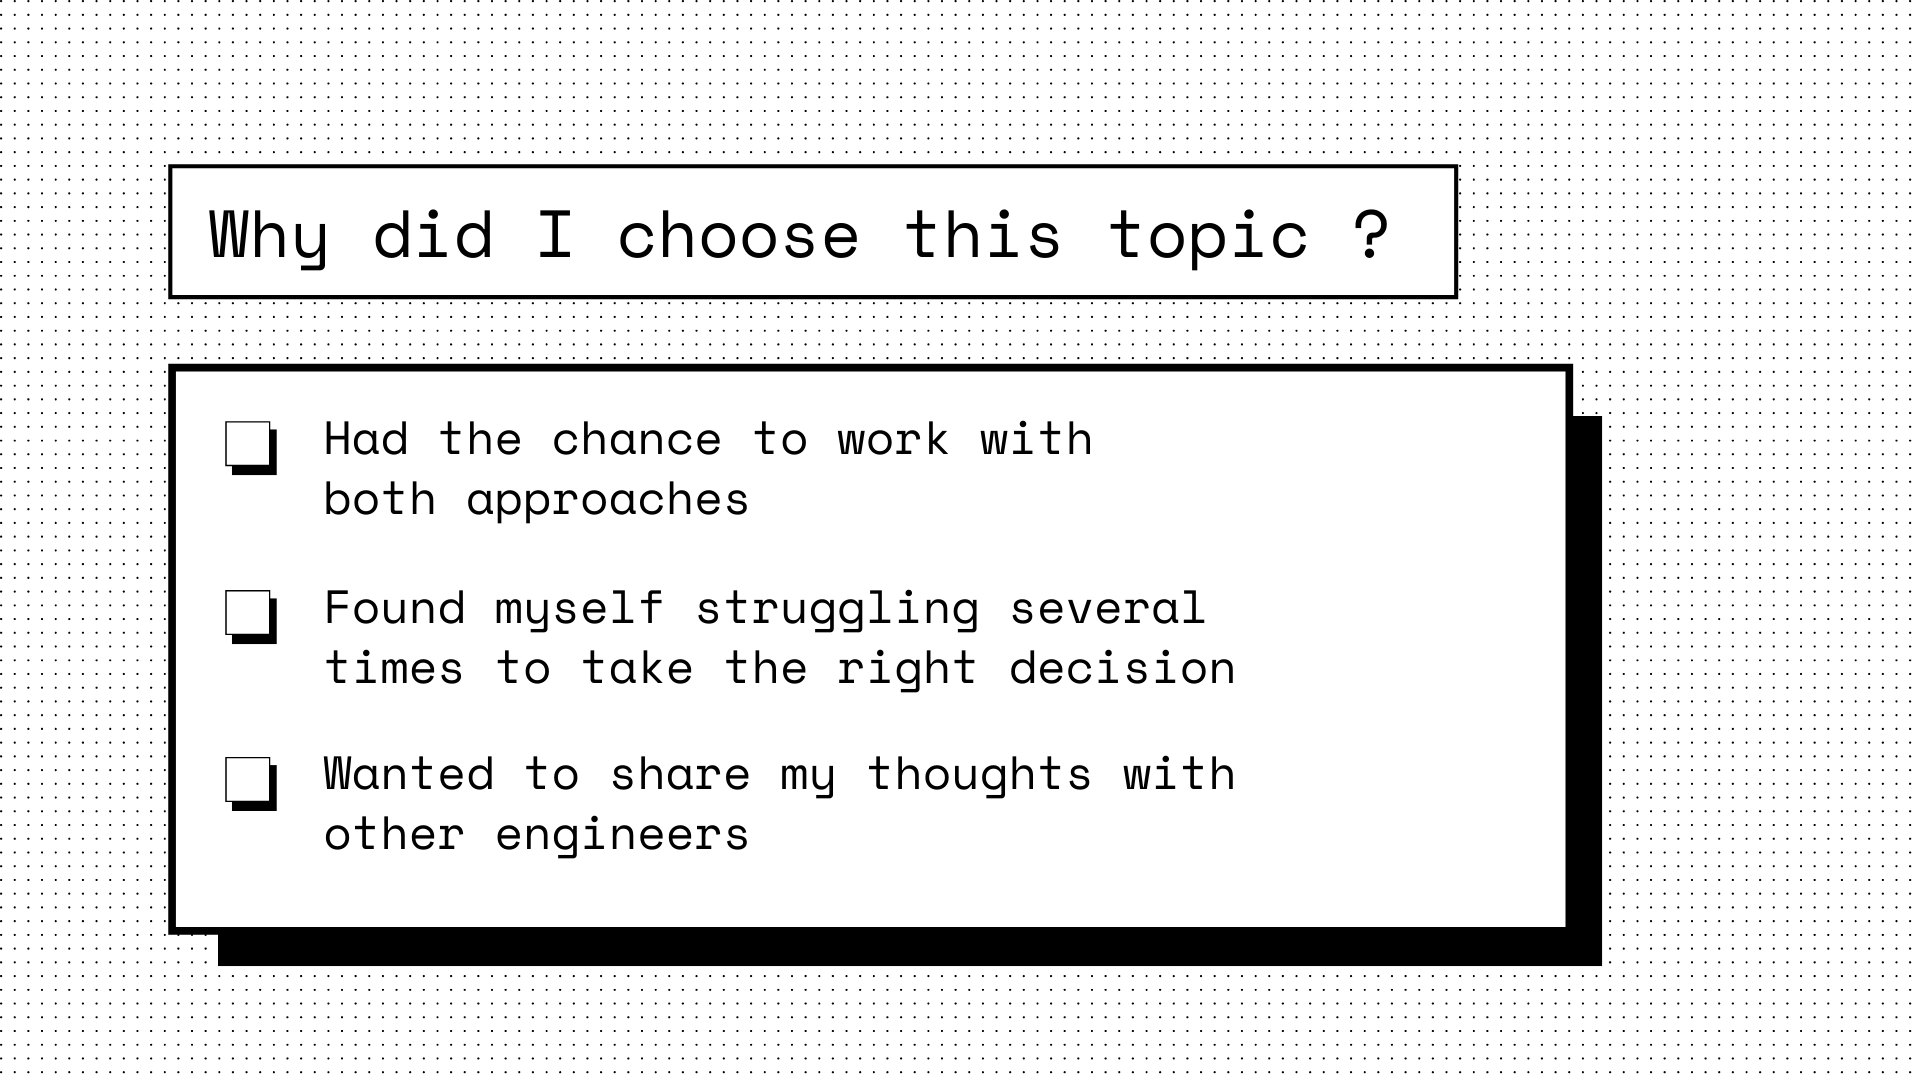 Why did I choose this topic ?
Had the chance to work with
both approaches
Found myself struggling several
times to take the right decision
Wanted to share my thoughts with
other engineers